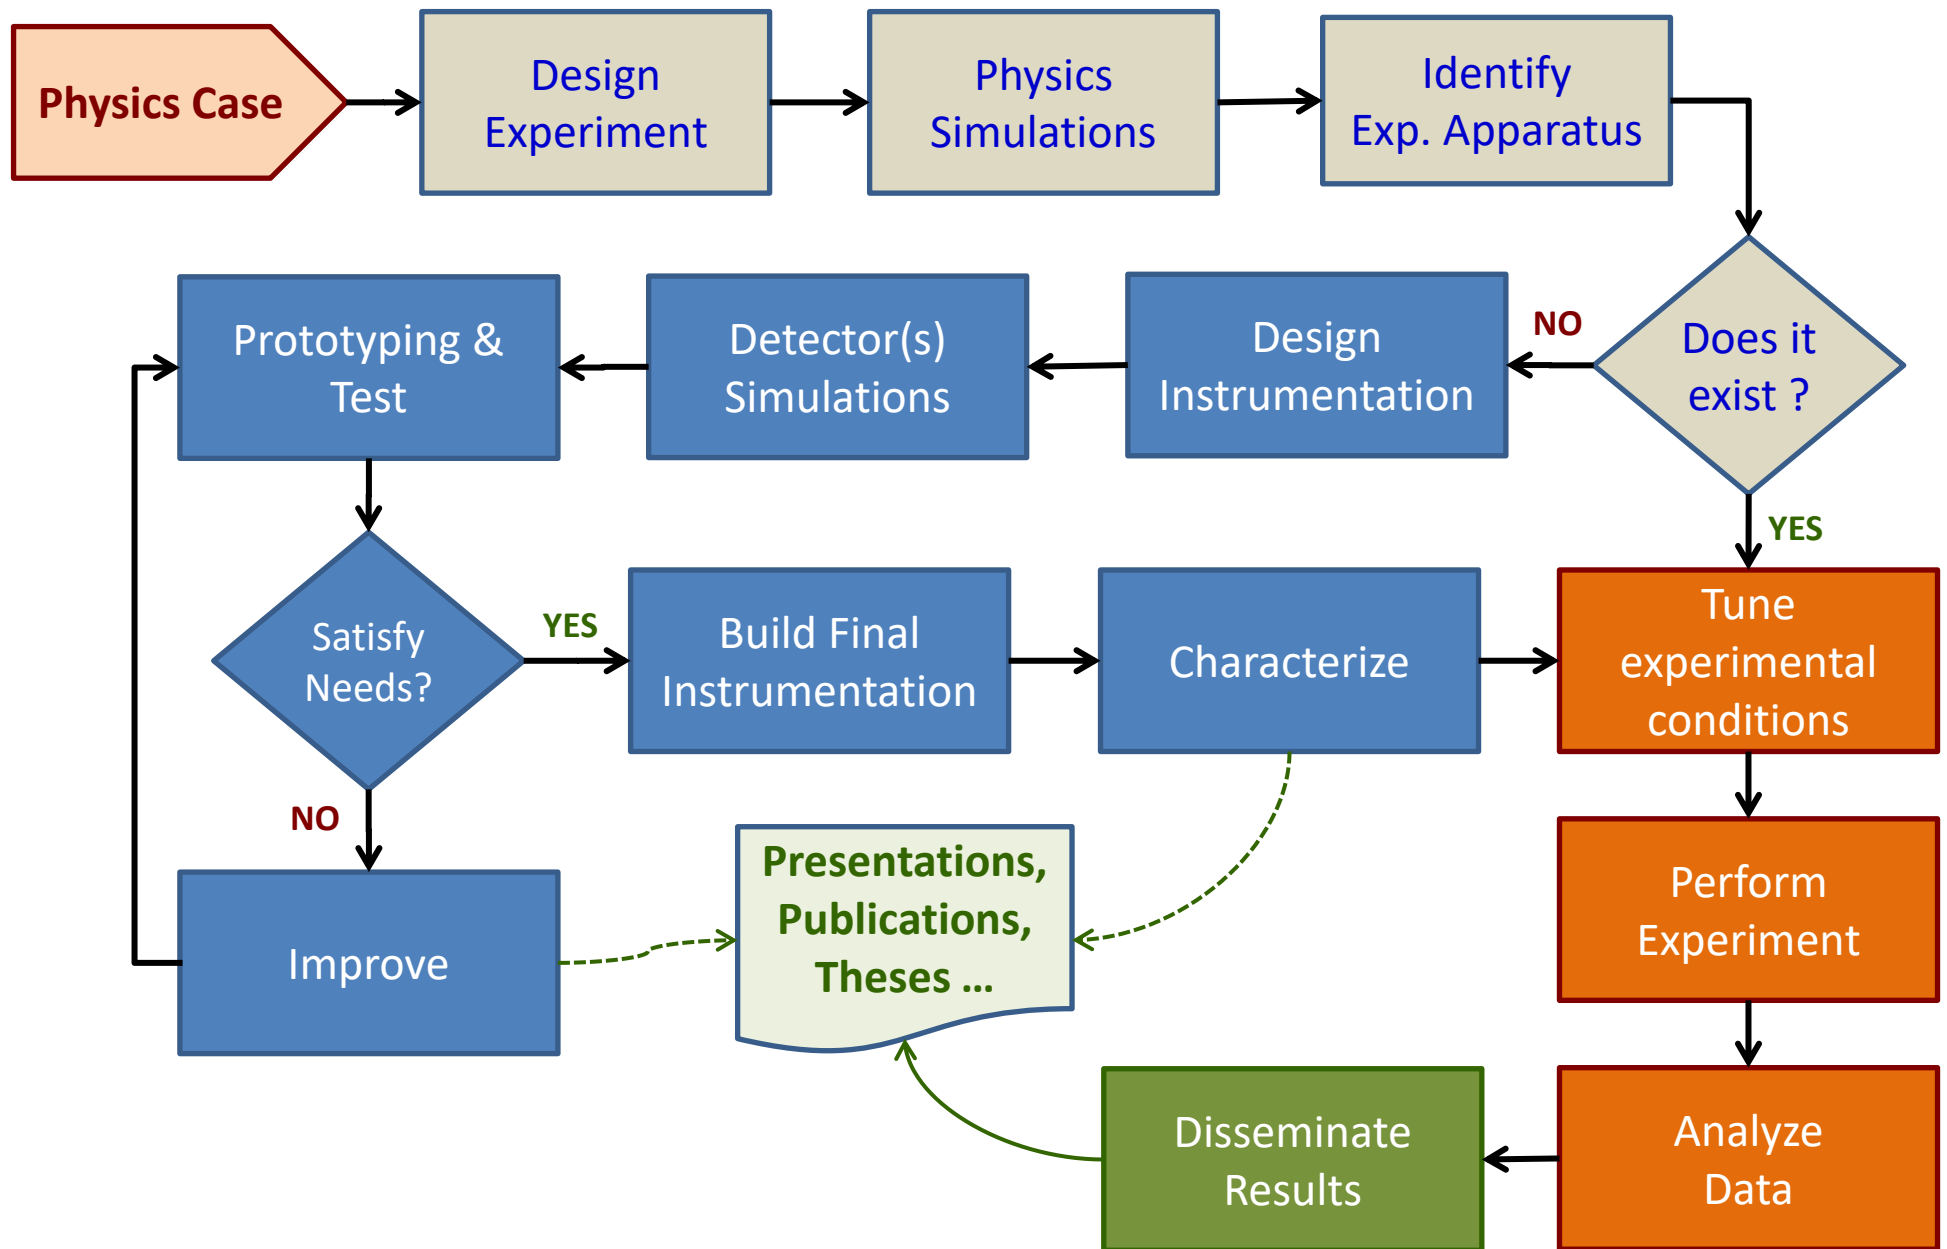 Physics Case
Design
Experiment
Physics
Simulations
Identify
Exp. Apparatus
Does it
exist ?
NO
YES
Design
Instrumentation
Detector(s)
Simulations
Prototyping &
Test
Satisfy
Needs?
YES
NO
Build Final
Instrumentation
Characterize
Tune
experimental
conditions
Improve
Presentations,
Publications,
Theses ...
Perform
Experiment
Analyze
Data
Disseminate
Results